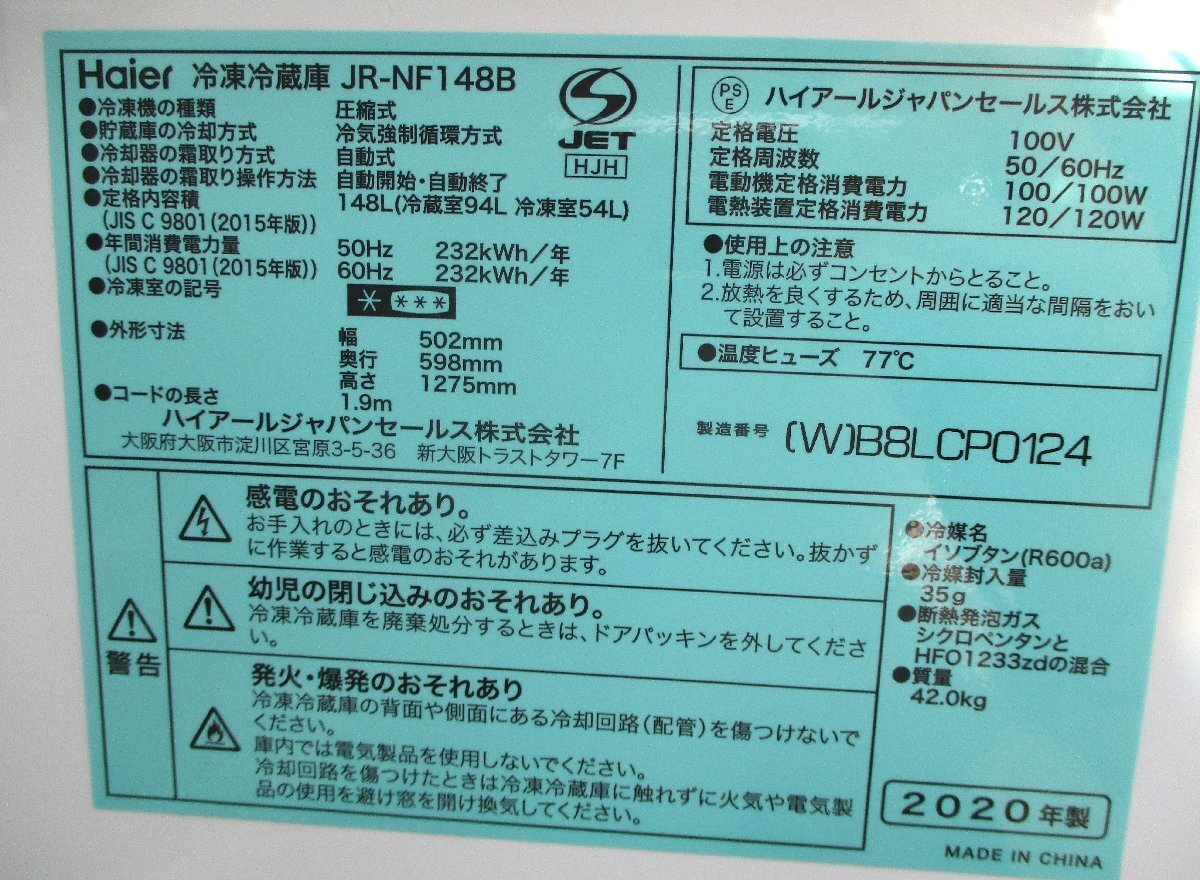 Haier 冷凍冷蔵庫 JR-NF148B
●冷凍機の種類 圧縮式
●貯蔵庫の冷却方式 冷気強制循環方式
●冷却器の霜取り方式 自動式
●冷却器の霜取り操作方法 自動開始・自動終了
●定格内容積 148L(冷蔵室94L 冷凍室54L)
(JIS C 9801(2015年版))
●年間消費電力量 50Hz 232kWh/年
(JIS C 9801(2015年版)) 60Hz 232kWh/年
●冷凍室の記号 * ***
●外形寸法 幅 502mm
奥行 598mm
高さ 1275mm
●コードの長さ 1.9m
ハイアールジャパンセールス株式会社
大阪府大阪市淀川区宮原3-5-36 新大阪トラストタワー7F
JET
HJH
PS
E
ハイアールジャパンセールス株式会社
定格電圧 100V
定格周波数 50/60Hz
電動機定格消費電力 100/100W
電熱装置定格消費電力 120/120W
●使用上の注意
1.電源は必ずコンセントからとること。
2.放熱を良くするため、周囲に適当な間隔をおい
て設置すること。
●温度ヒューズ 77℃
製造番号 (W)B8LCP0124
警告
感電のおそれあり。
お手入れのときには、必ず差込みプラグを抜いてください。抜かず
に作業すると感電のおそれがあります。
幼児の閉じ込みのおそれあり。
冷凍冷蔵庫を廃棄処分するときは、ドアパッキンを外してくださ
い。
発火・爆発のおそれあり
冷凍冷蔵庫の背面や側面にある冷却回路(配管)を傷つけないで
ください。
庫内では電気製品を使用しないでください。
冷却回路を傷つけたときは冷凍冷蔵庫に触れずに火気や電気製
品の使用を避け窓を開け換気してください。
●冷媒名
イソブタン(R600a)
●冷媒封入量
35g
●断熱発泡ガス
シクロペンタンと
HFO1233zdの混合
●質量
42.0kg
2020年製
MADE IN CHINA